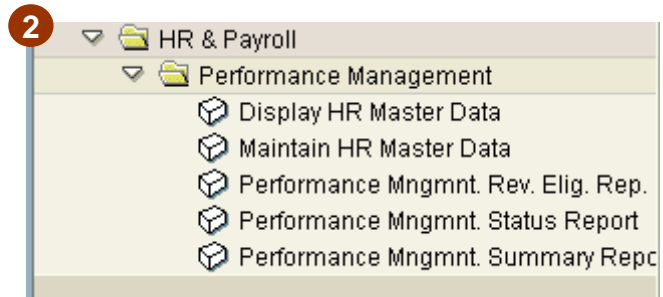 2
HR & Payroll
Performance Management
Display HR Master Data
Maintain HR Master Data
Performance Mngmnt. Rev. Elig. Rep.
Performance Mngmnt. Status Report
Performance Mngmnt. Summary Repo